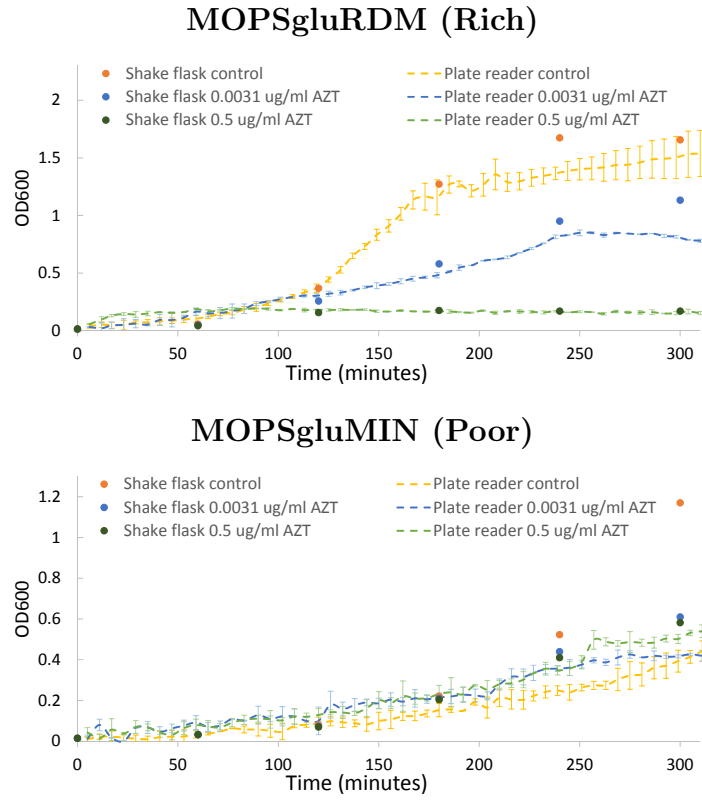 MOPSgluRDM (Rich)
Shake flask control
Plate reader control
Shake flask 0.0031 ug/ml AZT
Plate reader 0.0031 ug/ml AZT
Shake flask 0.5 ug/ml AZT
Plate reader 0.5 ug/ml AZT
2
1.5
1
0.5
0
OD600
0 50 100 150 200 250 300
Time (minutes)
MOPSgluMIN (Poor)
Shake flask control
Plate reader control
Shake flask 0.0031 ug/ml AZT
Plate reader 0.0031 ug/ml AZT
Shake flask 0.5 ug/ml AZT
Plate reader 0.5 ug/ml AZT
1.2
1
0.8
0.6
0.4
0.2
0
OD600
0 50 100 150 200 250 300
Time (minutes)